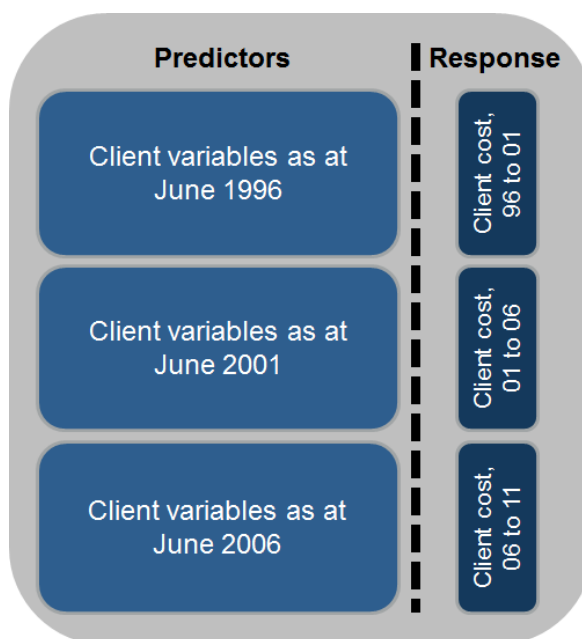 Predictors
Response
Client variables as at
June 1996
Client cost,
96 to 01
Client variables as at
June 2001
Client cost,
01 to 06
Client variables as at
June 2006
Client cost,
06 to 11